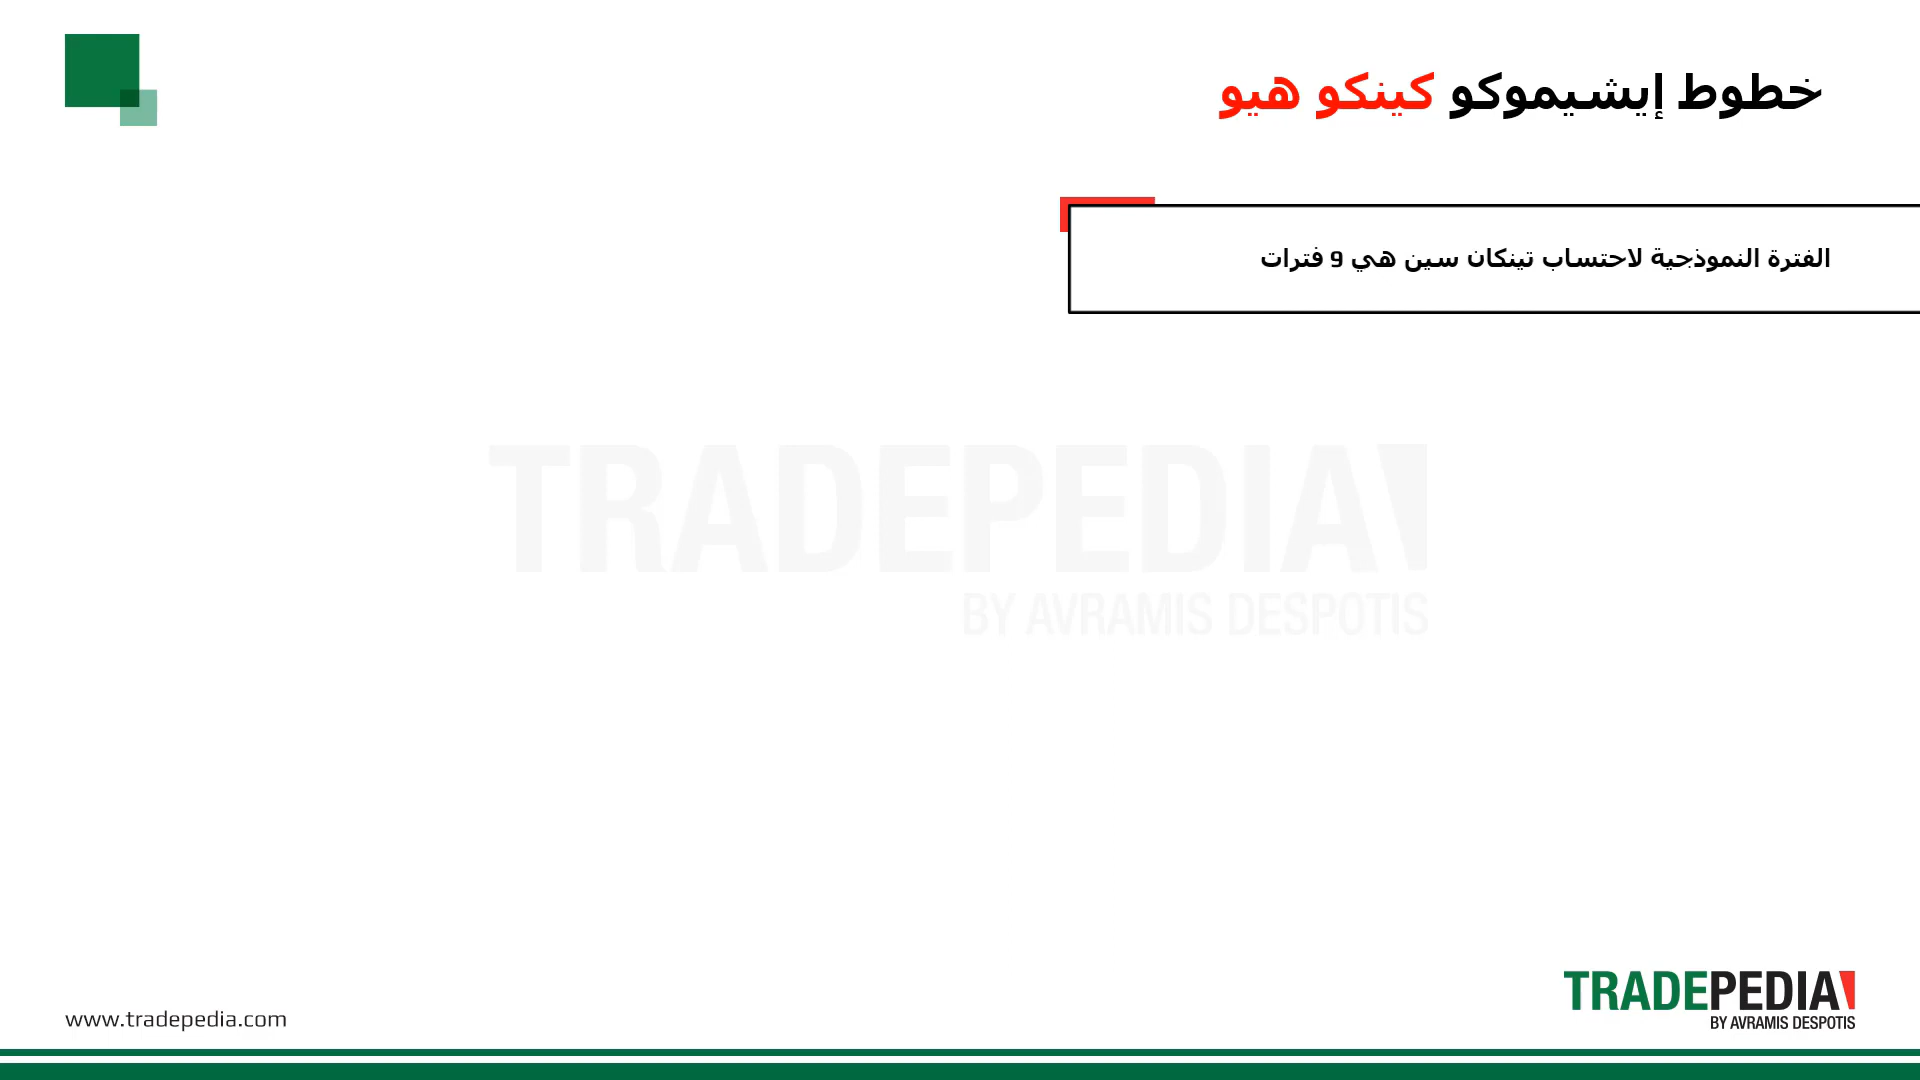 خطوط إيشيموكو كينكو هيو
الفترة النموذجية لاحتساب تينكان سين هي 9 فترات
TRADEPEDIA
BY AVRAMIS DESPOTIS
www.tradepedia.com
TRADEPEDIA
BY AVRAMIS DESPOTIS